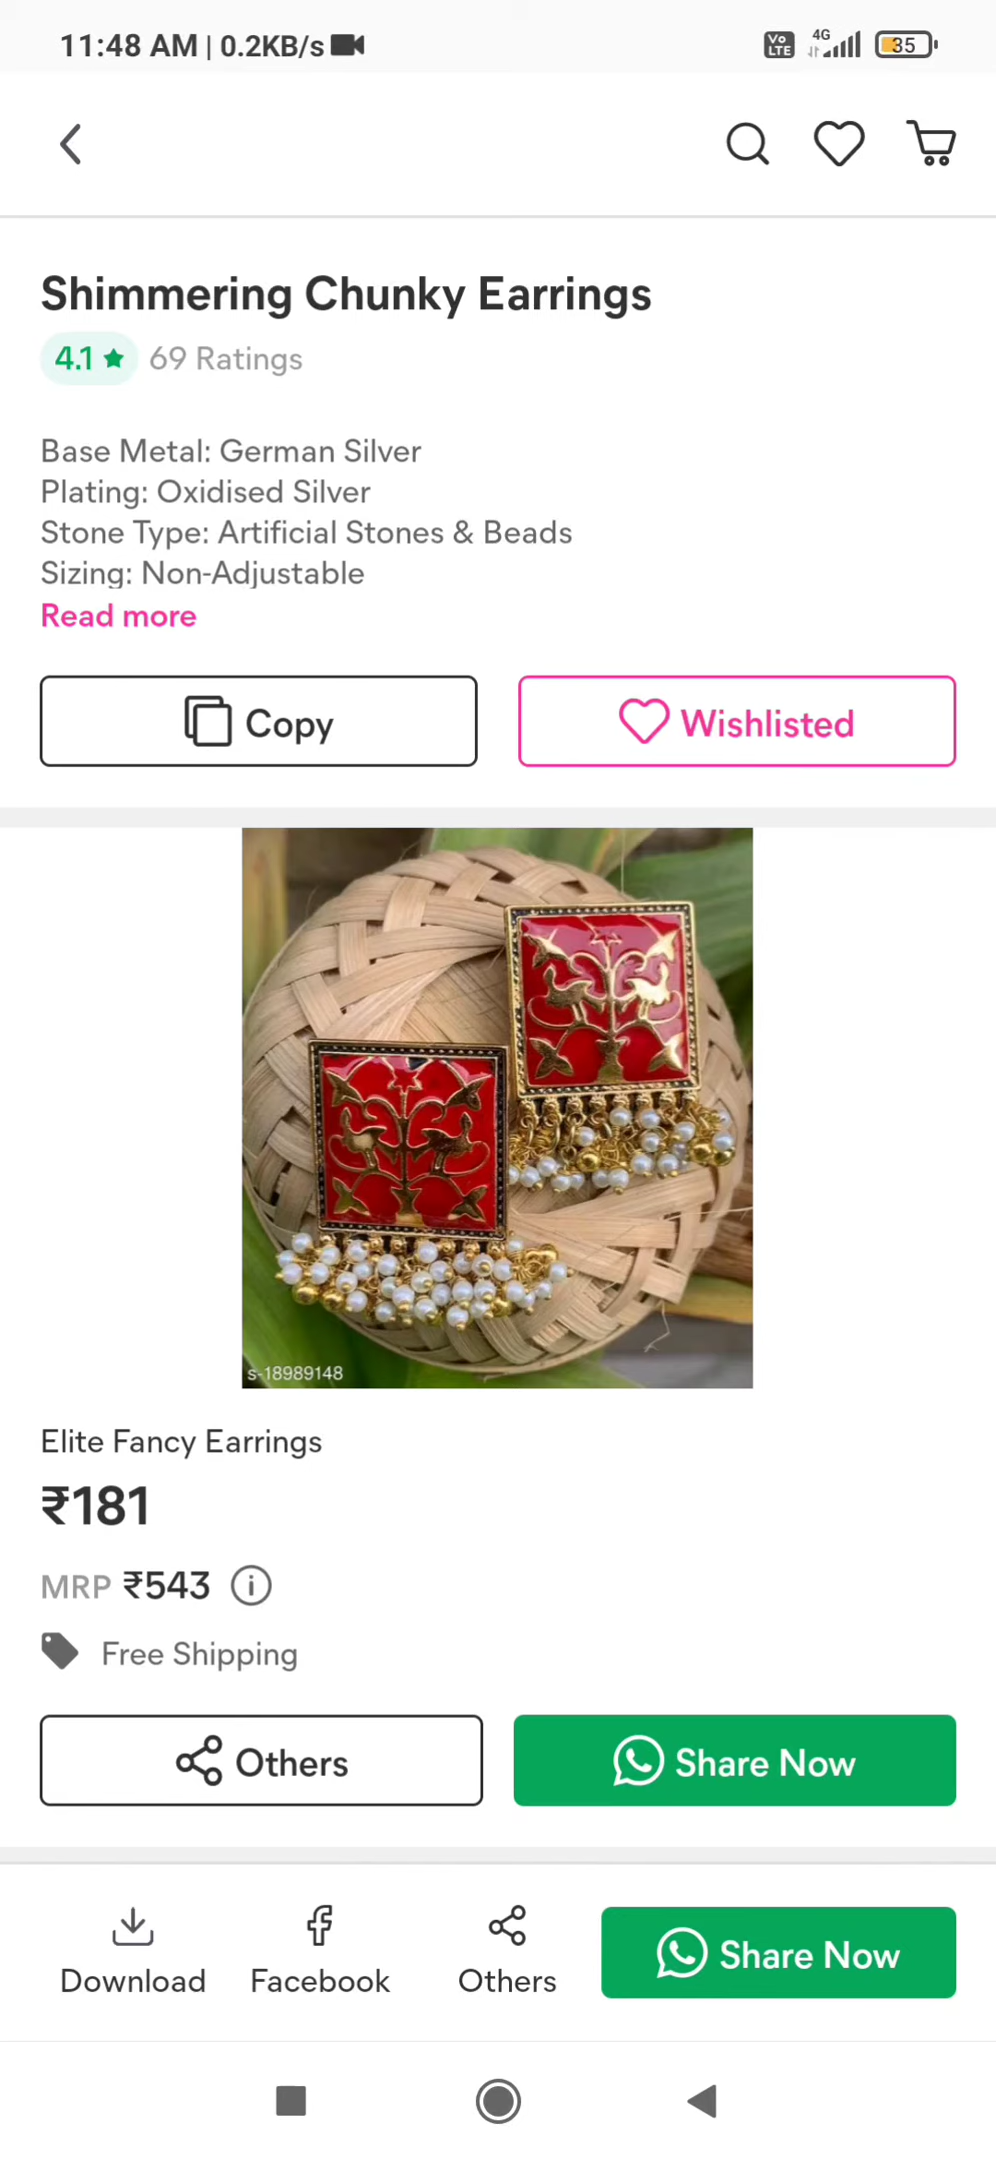 11:48 AM | 0.2KB/s
Vo LTE 4G 35
Shimmering Chunky Earrings
4.1 ★ 69 Ratings
Base Metal: German Silver
Plating: Oxidised Silver
Stone Type: Artificial Stones & Beads
Sizing: Non-Adjustable
Read more
Copy
Wishlisted
s-18989148
Elite Fancy Earrings
₹181
MRP ₹543
Free Shipping
Others
Share Now
Download
Facebook
Others
Share Now